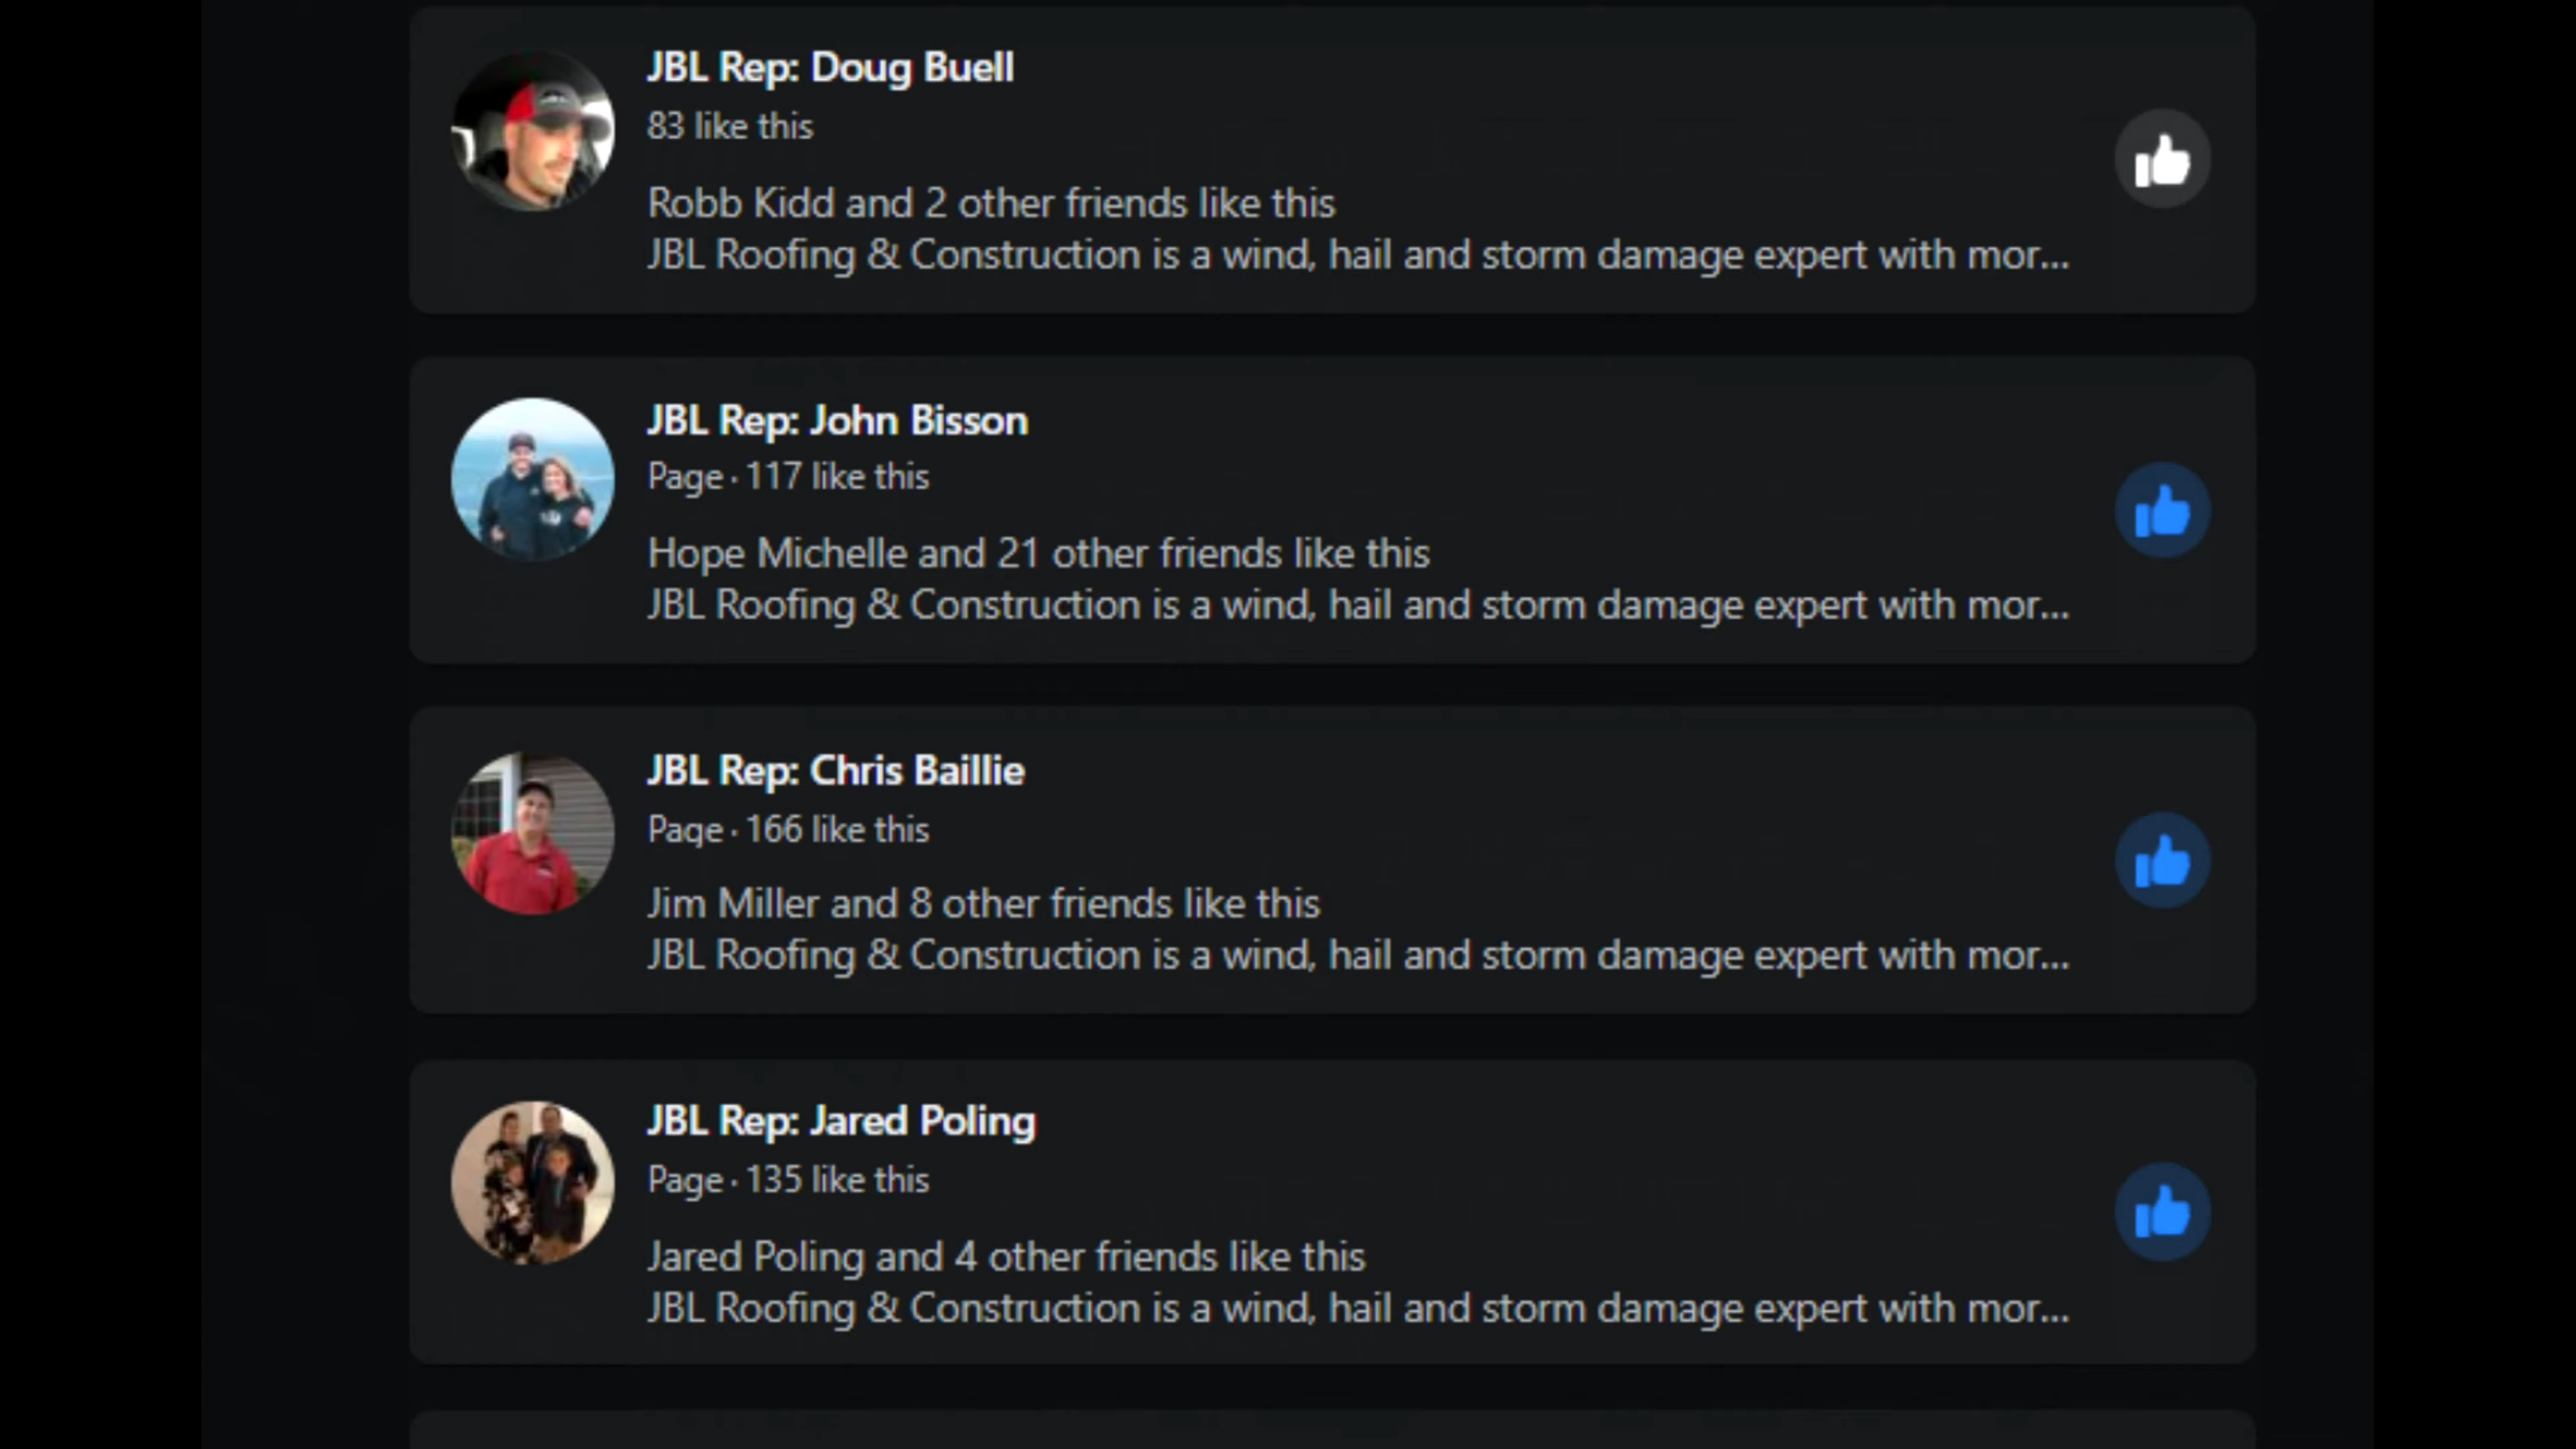 JBL Rep: Doug Buell
83 like this
Robb Kidd and 2 other friends like this
JBL Roofing & Construction is a wind, hail and storm damage expert with mor...
JBL Rep: John Bisson
Page · 117 like this
Hope Michelle and 21 other friends like this
JBL Roofing & Construction is a wind, hail and storm damage expert with mor...
JBL Rep: Chris Baillie
Page · 166 like this
Jim Miller and 8 other friends like this
JBL Roofing & Construction is a wind, hail and storm damage expert with mor...
JBL Rep: Jared Poling
Page · 135 like this
Jared Poling and 4 other friends like this
JBL Roofing & Construction is a wind, hail and storm damage expert with mor...